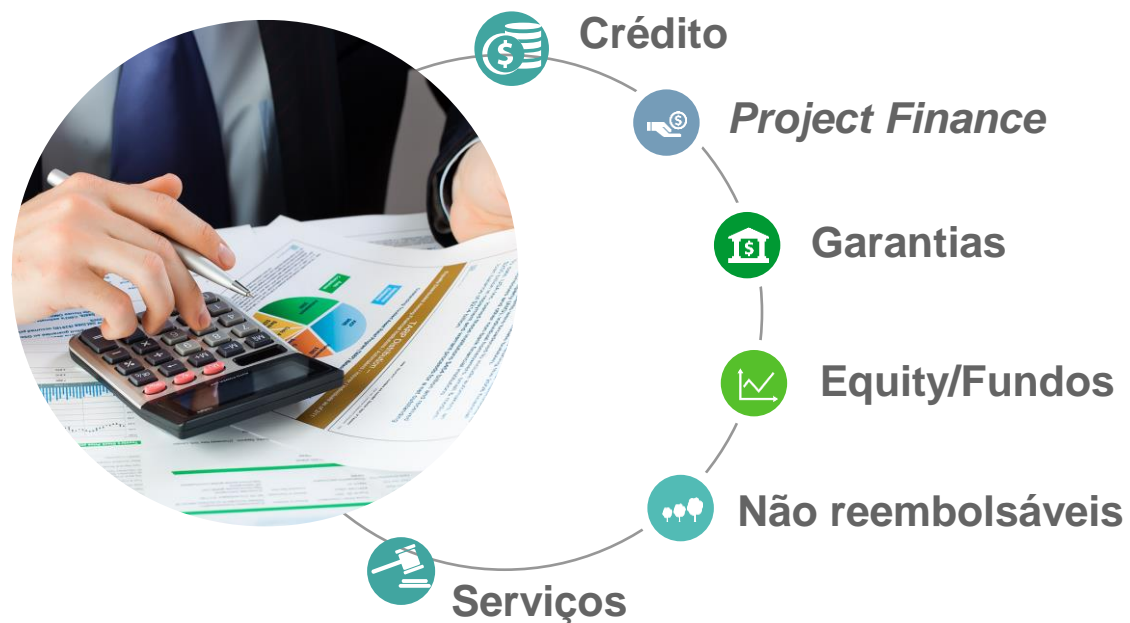 Crédito
Project Finance
Garantias
Equity/Fundos
Não reembolsáveis
Serviços